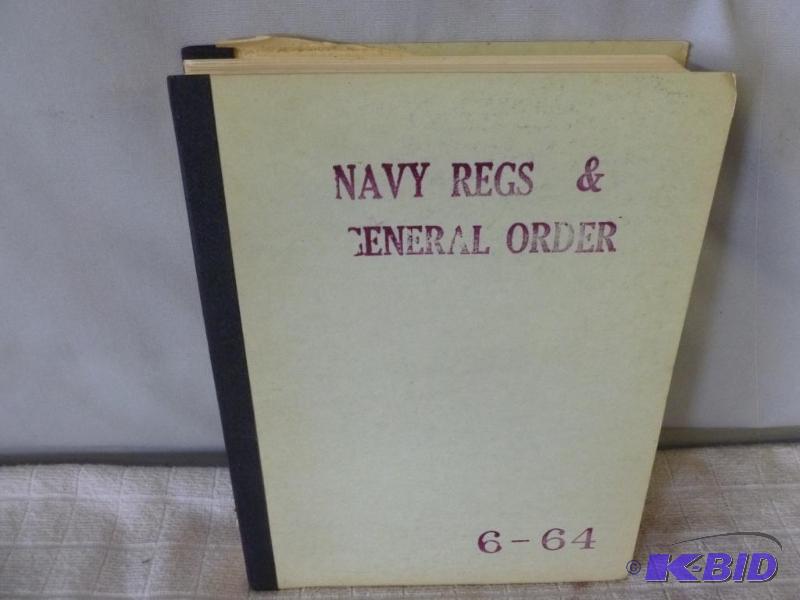 NAVY REGS &
GENERAL ORDER
6-64
© K-BID